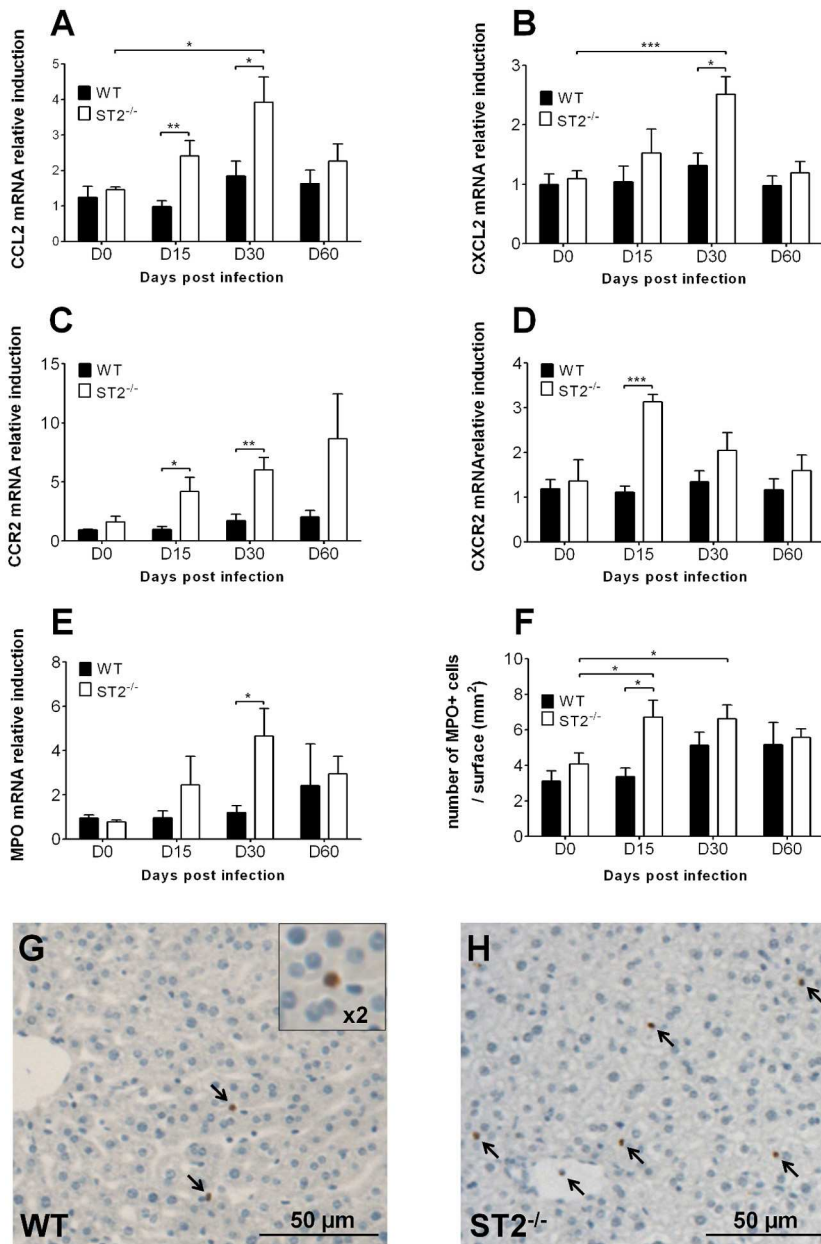 A
CCL2 mRNA relative induction
5
4
3
2
1
0
WT
ST2-/-
*
**
*
D0 D15 D30 D60
Days post infection
B
CXCL2 mRNA relative induction
3
2
1
0
WT
ST2-/-
***
*
D0 D15 D30 D60
Days post infection
C
CCR2 mRNA relative induction
15
10
5
0
WT
ST2-/-
*
**
D0 D15 D30 D60
Days post infection
D
CXCR2 mRNArelative induction
4
3
2
1
0
WT
ST2-/-
***
D0 D15 D30 D60
Days post infection
E
MPO mRNA relative induction
8
6
4
2
0
WT
ST2-/-
*
D0 D15 D30 D60
Days post infection
F
number of MPO+ cells
/ surface (mm²)
10
8
6
4
2
0
WT
ST2-/-
*
*
*
D0 D15 D30 D60
Days post infection
G
x2
WT
50 µm
H
ST2-/-
50 µm